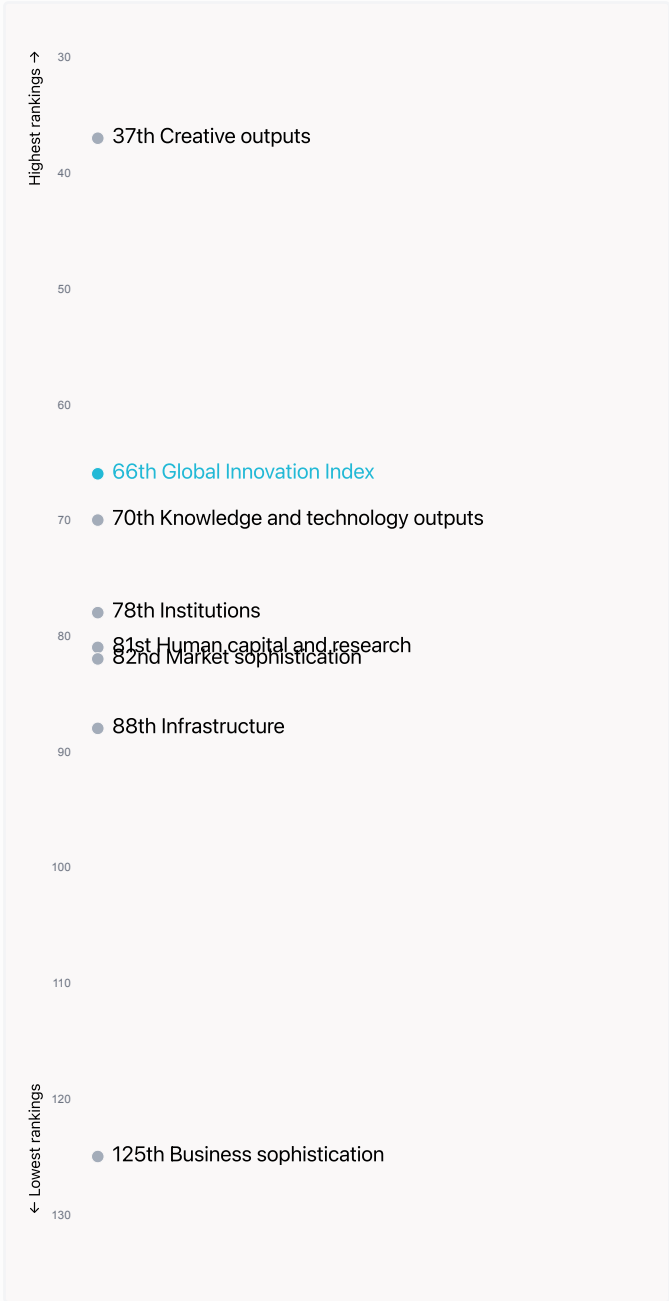 Highest rankings →
30
37th Creative outputs
40
50
60
66th Global Innovation Index
70
70th Knowledge and technology outputs
78th Institutions
80
81st Human capital and research
82nd Market sophistication
88th Infrastructure
90
100
110
120
← Lowest rankings
125th Business sophistication
130